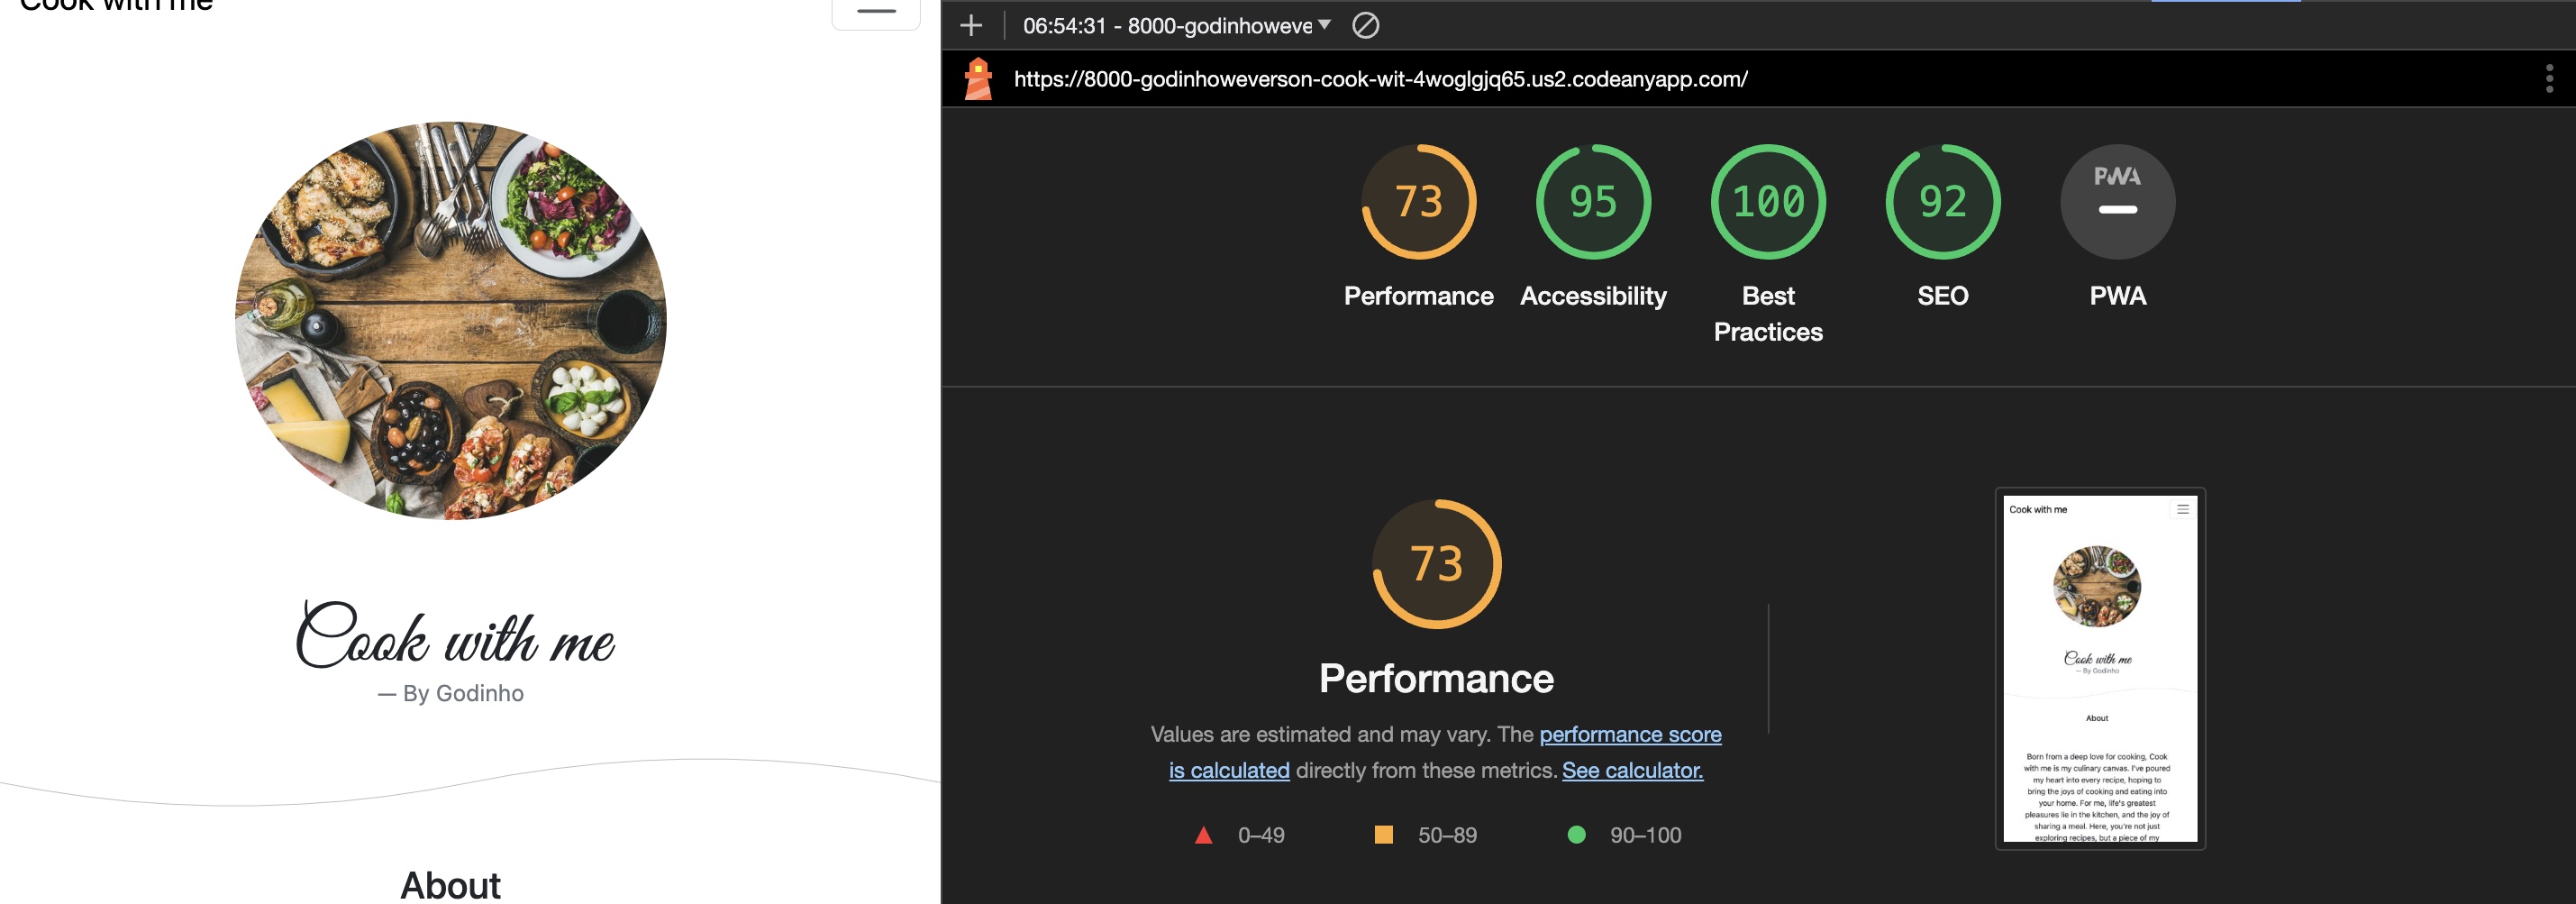 Cook with me
Cook with me
— By Godinho
About
06:54:31 - 8000-godinhoweve
https://8000-godinhoweverson-cook-wit-4woglgjq65.us2.codeanyapp.com/
73
95
100
92
PWA
Performance
Accessibility
Best
Practices
SEO
PWA
73
Performance
Values are estimated and may vary. The performance score
is calculated directly from these metrics. See calculator.
0–49
50–89
90–100
Cook with me
Cook with me
— By Godinho
About
Born from a deep love for cooking, Cook
with me is my culinary canvas. I've poured
my heart into every recipe, hoping to
bring the joys of cooking and eating into
your home. For me, life's greatest
pleasures lie in the kitchen, and the joy of
sharing a meal. Here, you're not just
exploring recipes, but a piece of my